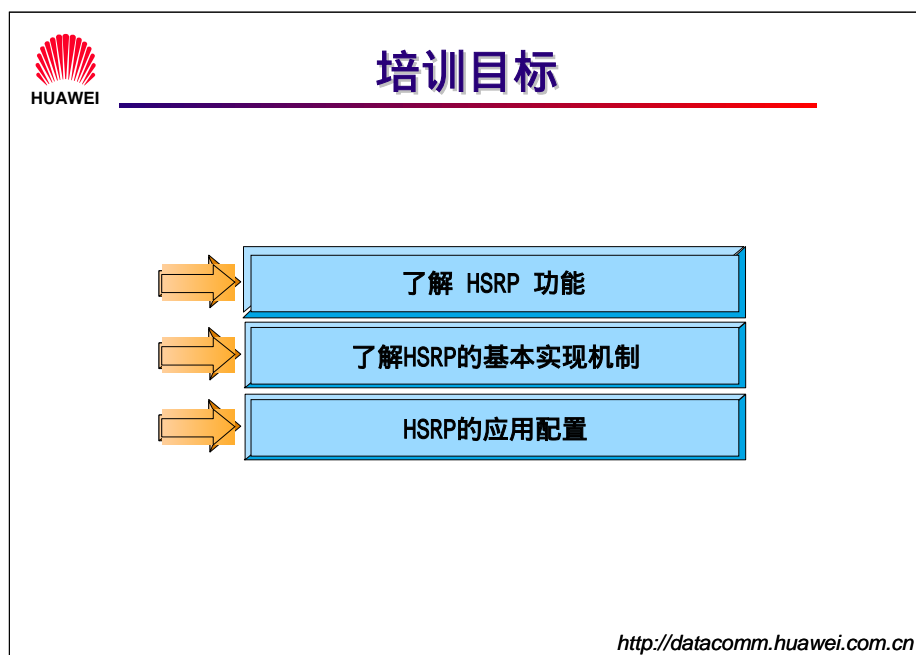 培训目标
HUAWEI
了解 HSRP 功能
了解HSRP的基本实现机制
HSRP的应用配置
http://datacomm.huawei.com.cn